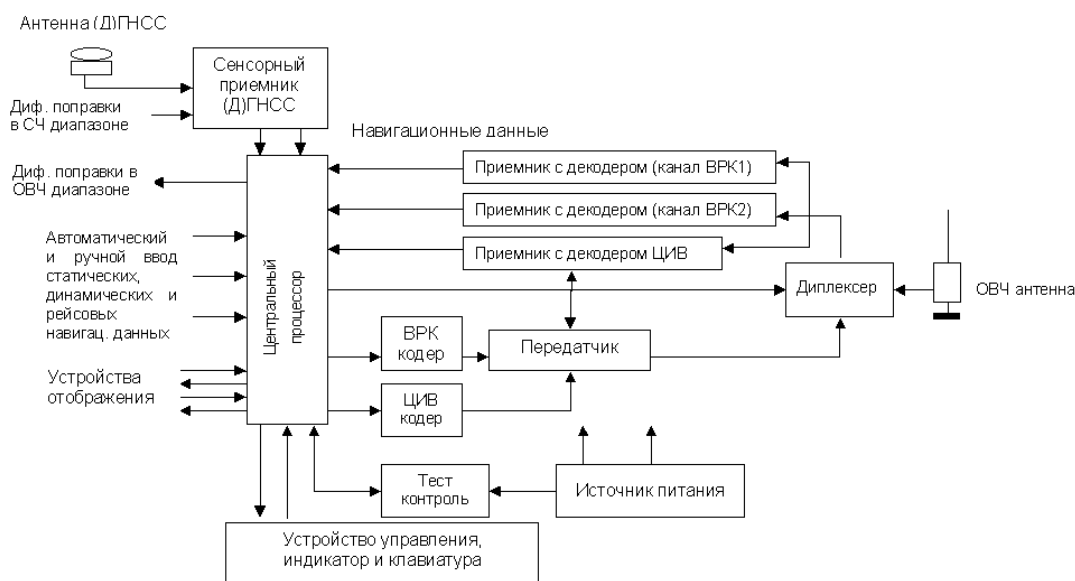 Антенна (Д)ГНСС
Сенсорный
приемник
(Д)ГНСС
Диф. поправки
в СЧ диапазоне
Навигационные данные
Приемник с декодером (канал ВРК1)
Диф. поправки в
ОВЧ диапазоне
Приемник с декодером (канал ВРК2)
Автоматический
и ручной ввод
статических,
динамических и
рейсовых
навигац. данных
Приемник с декодером ЦИВ
Центральный
процессор
Диплексер
ОВЧ антенна
ВРК
кодер
Передатчик
Устройства
отображения
ЦИВ
кодер
Тест
контроль
Источник питания
Устройство управления,
индикатор и клавиатура